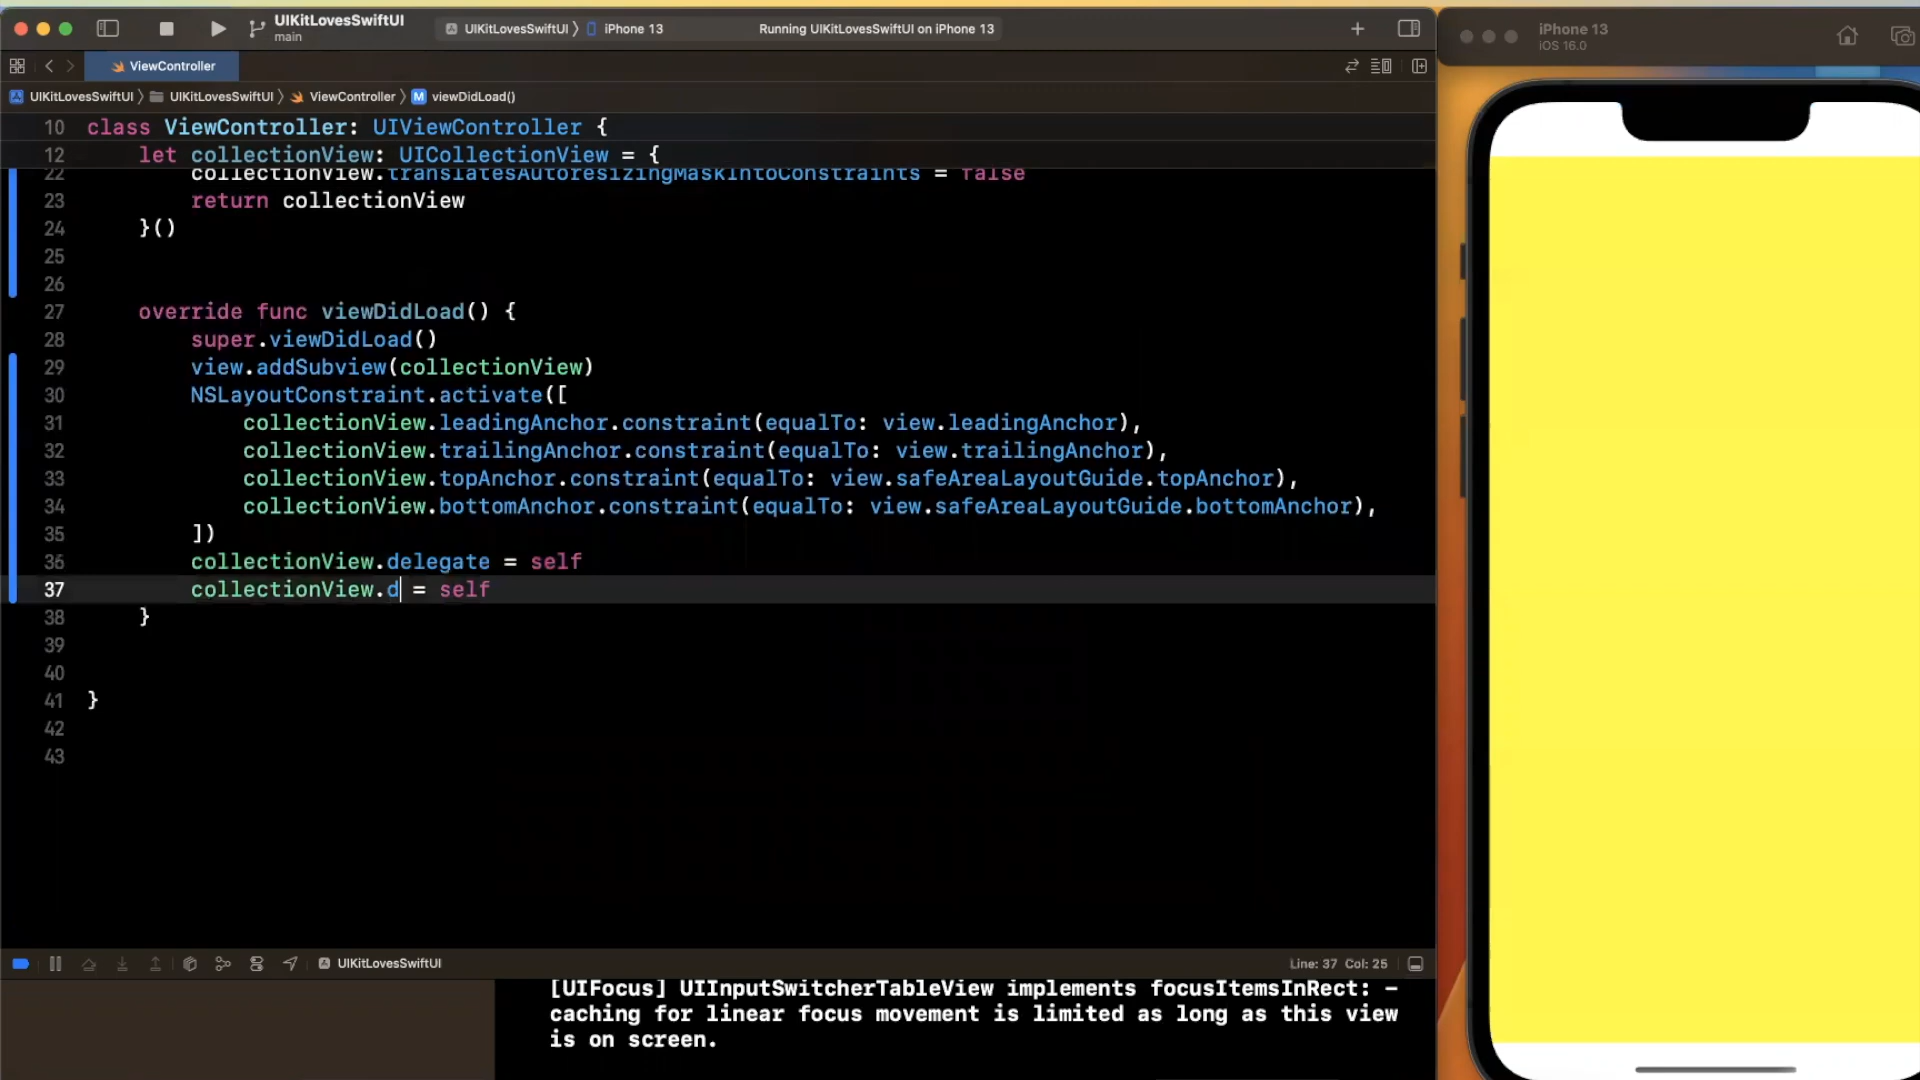 UIKitLovesSwiftUI
main
UIKitLovesSwiftUI
iPhone 13
Running UIKitLovesSwiftUI on iPhone 13
iPhone 13
iOS 16.0
ViewController
UIKitLovesSwiftUI
UIKitLovesSwiftUI
ViewController
M
viewDidLoad()
10 class ViewController: UIViewController {
12 let collectionView: UICollectionView = {
22 collectionView.translatesAutoresizingMaskIntoConstraints = false
23 return collectionView
24 }()
25
26
27 override func viewDidLoad() {
28 super.viewDidLoad()
29 view.addSubview(collectionView)
30 NSLayoutConstraint.activate([
31 collectionView.leadingAnchor.constraint(equalTo: view.leadingAnchor),
32 collectionView.trailingAnchor.constraint(equalTo: view.trailingAnchor),
33 collectionView.topAnchor.constraint(equalTo: view.safeAreaLayoutGuide.topAnchor),
34 collectionView.bottomAnchor.constraint(equalTo: view.safeAreaLayoutGuide.bottomAnchor),
35 ])
36 collectionView.delegate = self
37 collectionView.d = self
38 }
39
40
41 }
42
43
UIKitLovesSwiftUI
Line: 37 Col: 25
[UIFocus] UIInputSwitcherTableView implements focusItemsInRect: -
caching for linear focus movement is limited as long as this view
is on screen.